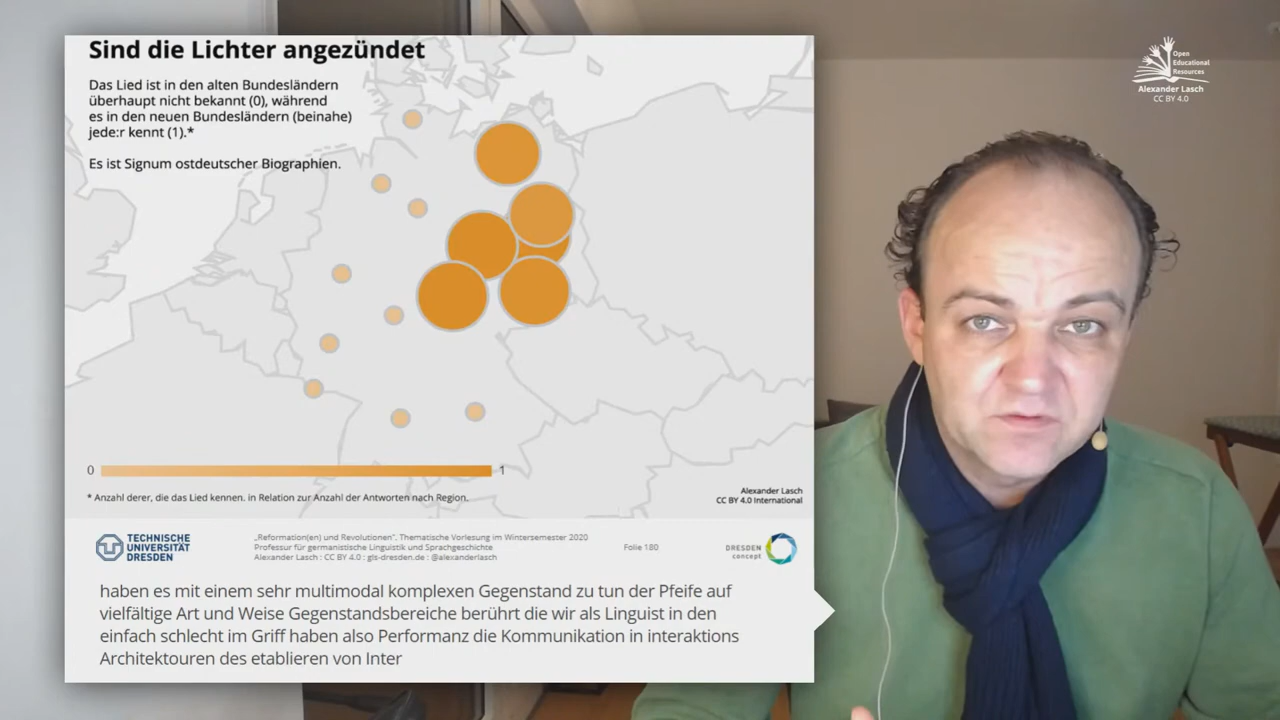 Sind die Lichter angezündet
Das Lied ist in den alten Bundesländern
überhaupt nicht bekannt (0), während
es in den neuen Bundesländern (beinahe)
jede:r kennt (1).*
Es ist Signum ostdeutscher Biographien.
0
1
* Anzahl derer, die das Lied kennen. in Relation zur Anzahl der Antworten nach Region.
Alexander Lasch
CC BY 4.0 International
TECHNISCHE
UNIVERSITÄT
DRESDEN
„Reformation(en) und Revolutionen“, Thematische Vorlesung im Wintersemester 2020
Professur für germanistische Linguistik und Sprachgeschichte
Alexander Lasch : CC BY 4.0 : gls-dresden.de : @alexanderlasch
Folie 180
DRESDEN
concept
haben es mit einem sehr multimodal komplexen Gegenstand zu tun der Pfeife auf
vielfältige Art und Weise Gegenstandsbereiche berührt die wir als Linguist in den
einfach schlecht im Griff haben also Performanz die Kommunikation in interaktions
Architektouren des etablieren von Inter
Open
Educational
Resources
Alexander Lasch
CC BY 4.0